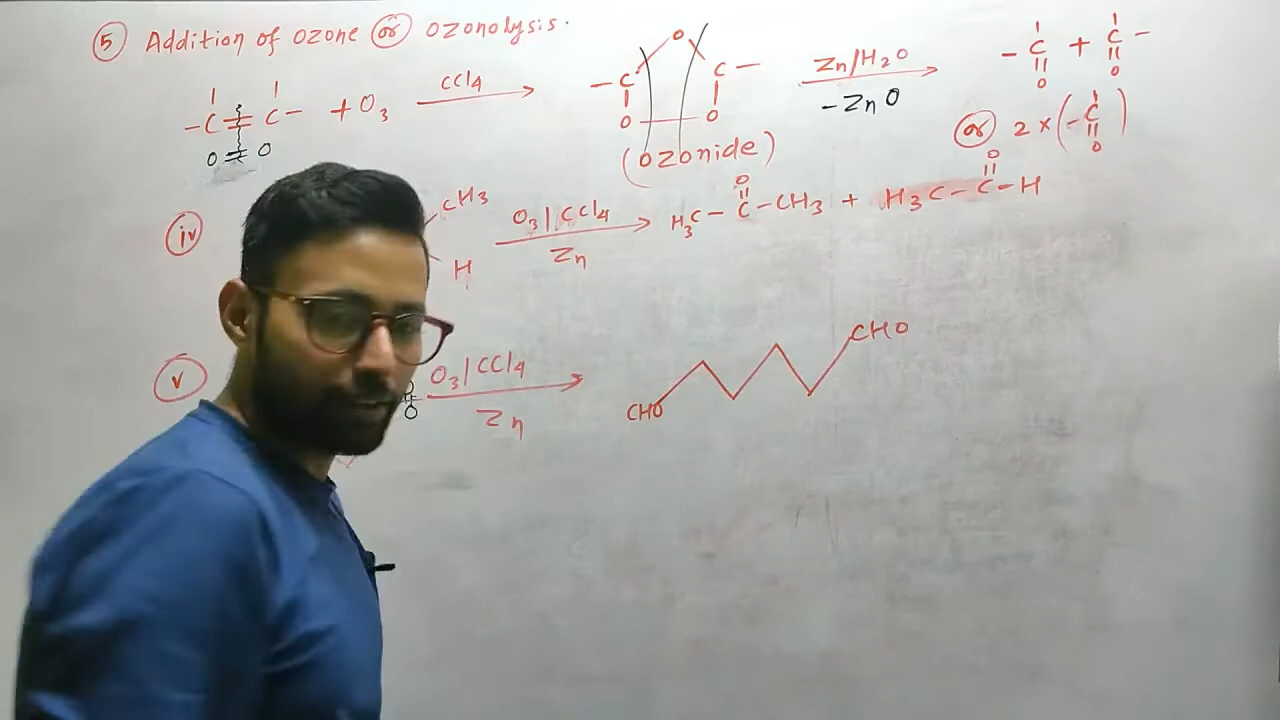 5 Addition of ozone or ozonolysis.
-C = C- + O3
O = O
CCl4
O
-C C-
O O
(ozonide)
Zn/H2O
-ZnO
-C + C-
O O
or 2 × (-C)
O
iv CH3
H
O3 | CCl4
Zn
O O
H3C - C - CH3 + H3C - C - H
v O
O
O3 | CCl4
Zn
CHO
CHO